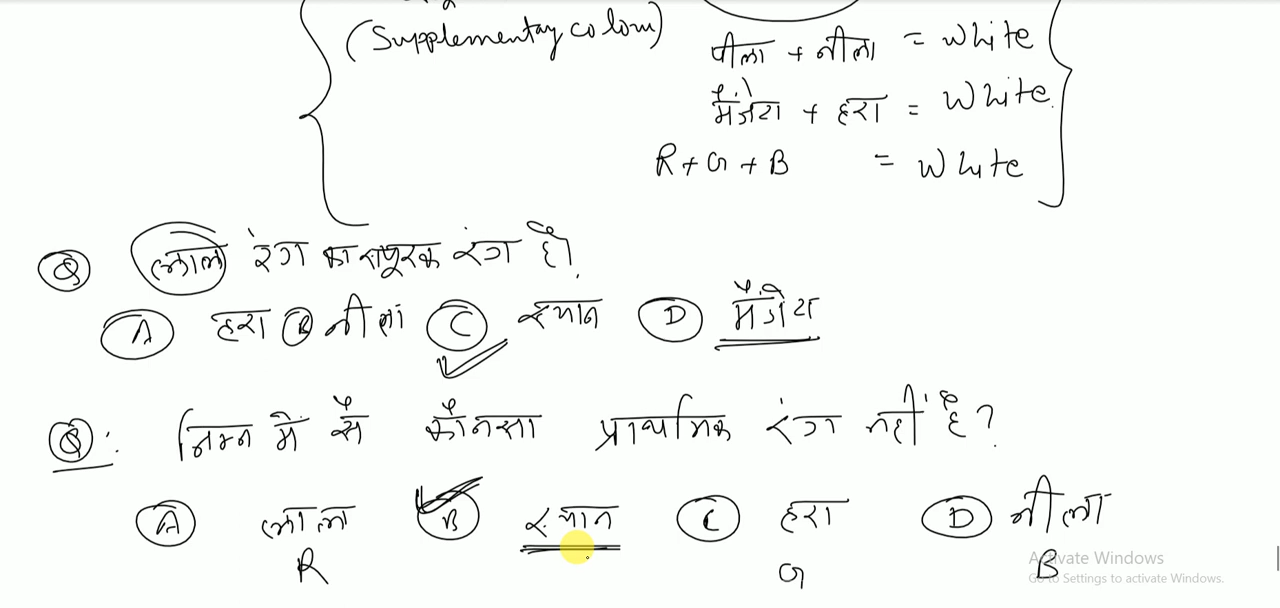 (Supplementary colour)
पीला + नीला = White
मैंजेटा + हरा = White
R + G + B = White
Q लाल रंग का सपूरक रंग है।
A हरा B नीला C स्यान D मैंजेटा
Q: निम्न में से कौनसा प्राथमिक रंग नहीं है?
A लाल B स्यान C हरा D नीला
R G B
Activate Windows
Go to Settings to activate Windows.